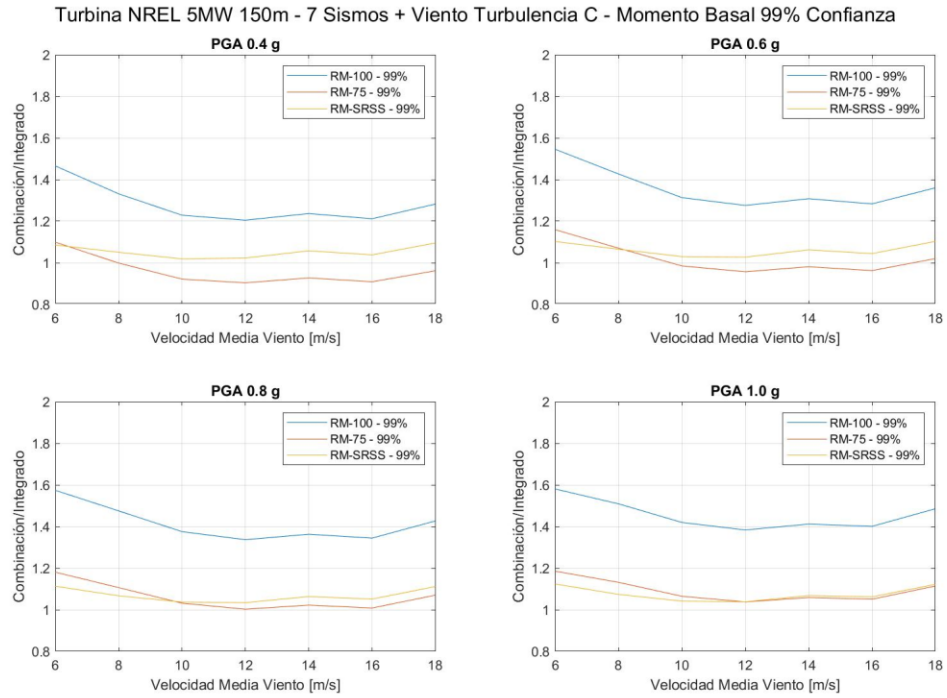 Turbina NREL 5MW 150m - 7 Sismos + Viento Turbulencia C - Momento Basal 99% Confianza
PGA 0.4 g
2
1.8
1.6
1.4
1.2
1
0.8
Combinación/Integrado
RM-100 - 99%
RM-75 - 99%
RM-SRSS - 99%
6 8 10 12 14 16 18
Velocidad Media Viento [m/s]
PGA 0.6 g
2
1.8
1.6
1.4
1.2
1
0.8
Combinación/Integrado
RM-100 - 99%
RM-75 - 99%
RM-SRSS - 99%
6 8 10 12 14 16 18
Velocidad Media Viento [m/s]
PGA 0.8 g
2
1.8
1.6
1.4
1.2
1
0.8
Combinación/Integrado
RM-100 - 99%
RM-75 - 99%
RM-SRSS - 99%
6 8 10 12 14 16 18
Velocidad Media Viento [m/s]
PGA 1.0 g
2
1.8
1.6
1.4
1.2
1
0.8
Combinación/Integrado
RM-100 - 99%
RM-75 - 99%
RM-SRSS - 99%
6 8 10 12 14 16 18
Velocidad Media Viento [m/s]